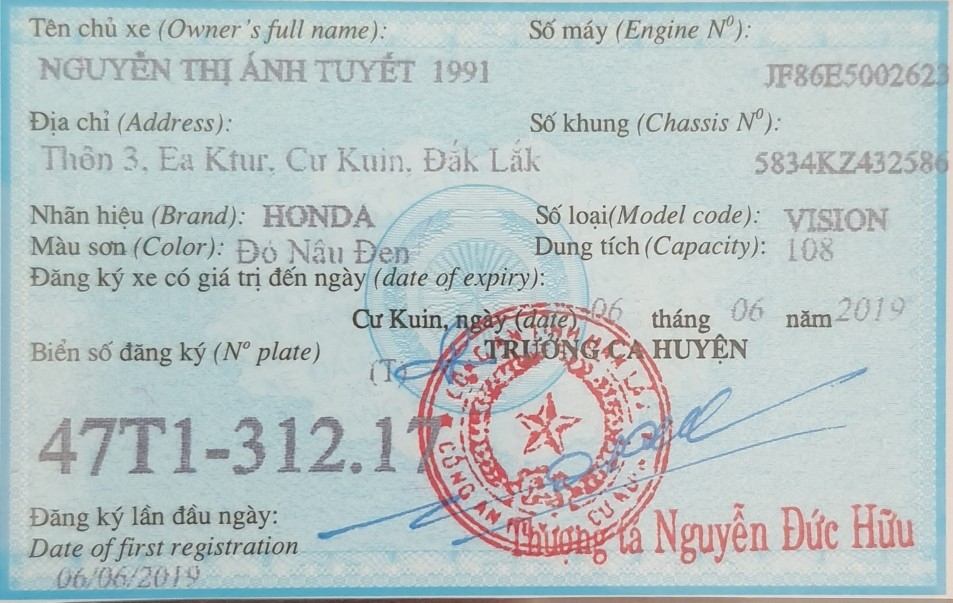 Tên chủ xe (Owner's full name):
NGUYỄN THỊ ÁNH TUYẾT 1991
Số máy (Engine Nº):
JF86E5002623
Địa chỉ (Address):
Thôn 3, Ea Ktur, Cư Kuin, Đắk Lắk
Số khung (Chassis Nº):
5834KZ432586
Nhãn hiệu (Brand): HONDA
Số loại(Model code): VISION
Màu sơn (Color): Đỏ Nâu Đen
Dung tích (Capacity): 108
Đăng ký xe có giá trị đến ngày (date of expiry):
Cư Kuin, ngày (date) 06 tháng 06 năm 2019
Biển số đăng ký (Nº plate)
TRƯỞNG CA HUYỆN
47T1-312.17
CÔNG AN
Đăng ký lần đầu ngày:
Date of first registration
06/06/2019
Thượng tá Nguyễn Đức Hữu